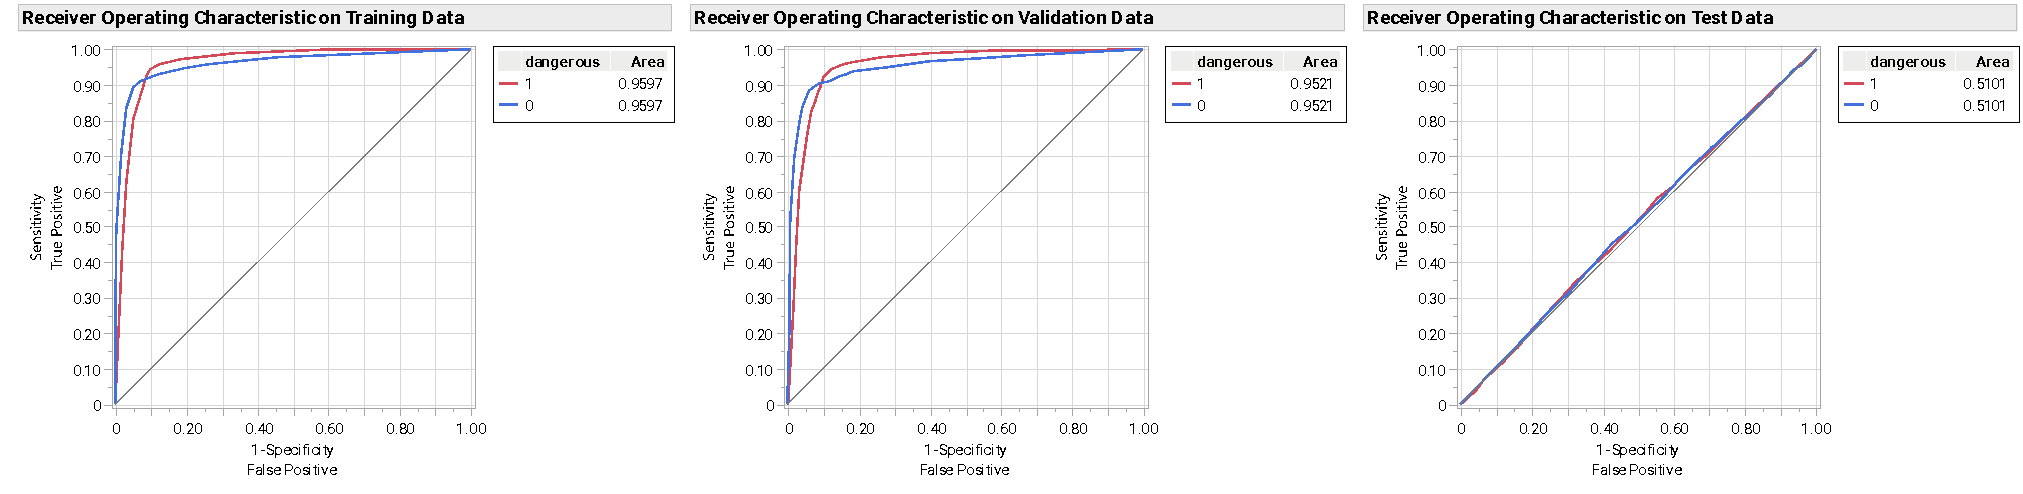 Receiver Operating Characteristic on Training Data
1.00
0.90
0.80
0.70
0.60
0.50
0.40
0.30
0.20
0.10
0
Sensitivity
True Positive
0 0.20 0.40 0.60 0.80 1.00
1-Specificity
False Positive
dangerous Area
1 0.9597
0 0.9597
Receiver Operating Characteristic on Validation Data
1.00
0.90
0.80
0.70
0.60
0.50
0.40
0.30
0.20
0.10
0
Sensitivity
True Positive
0 0.20 0.40 0.60 0.80 1.00
1-Specificity
False Positive
dangerous Area
1 0.9521
0 0.9521
Receiver Operating Characteristic on Test Data
1.00
0.90
0.80
0.70
0.60
0.50
0.40
0.30
0.20
0.10
0
Sensitivity
True Positive
0 0.20 0.40 0.60 0.80 1.00
1-Specificity
False Positive
dangerous Area
1 0.5101
0 0.5101